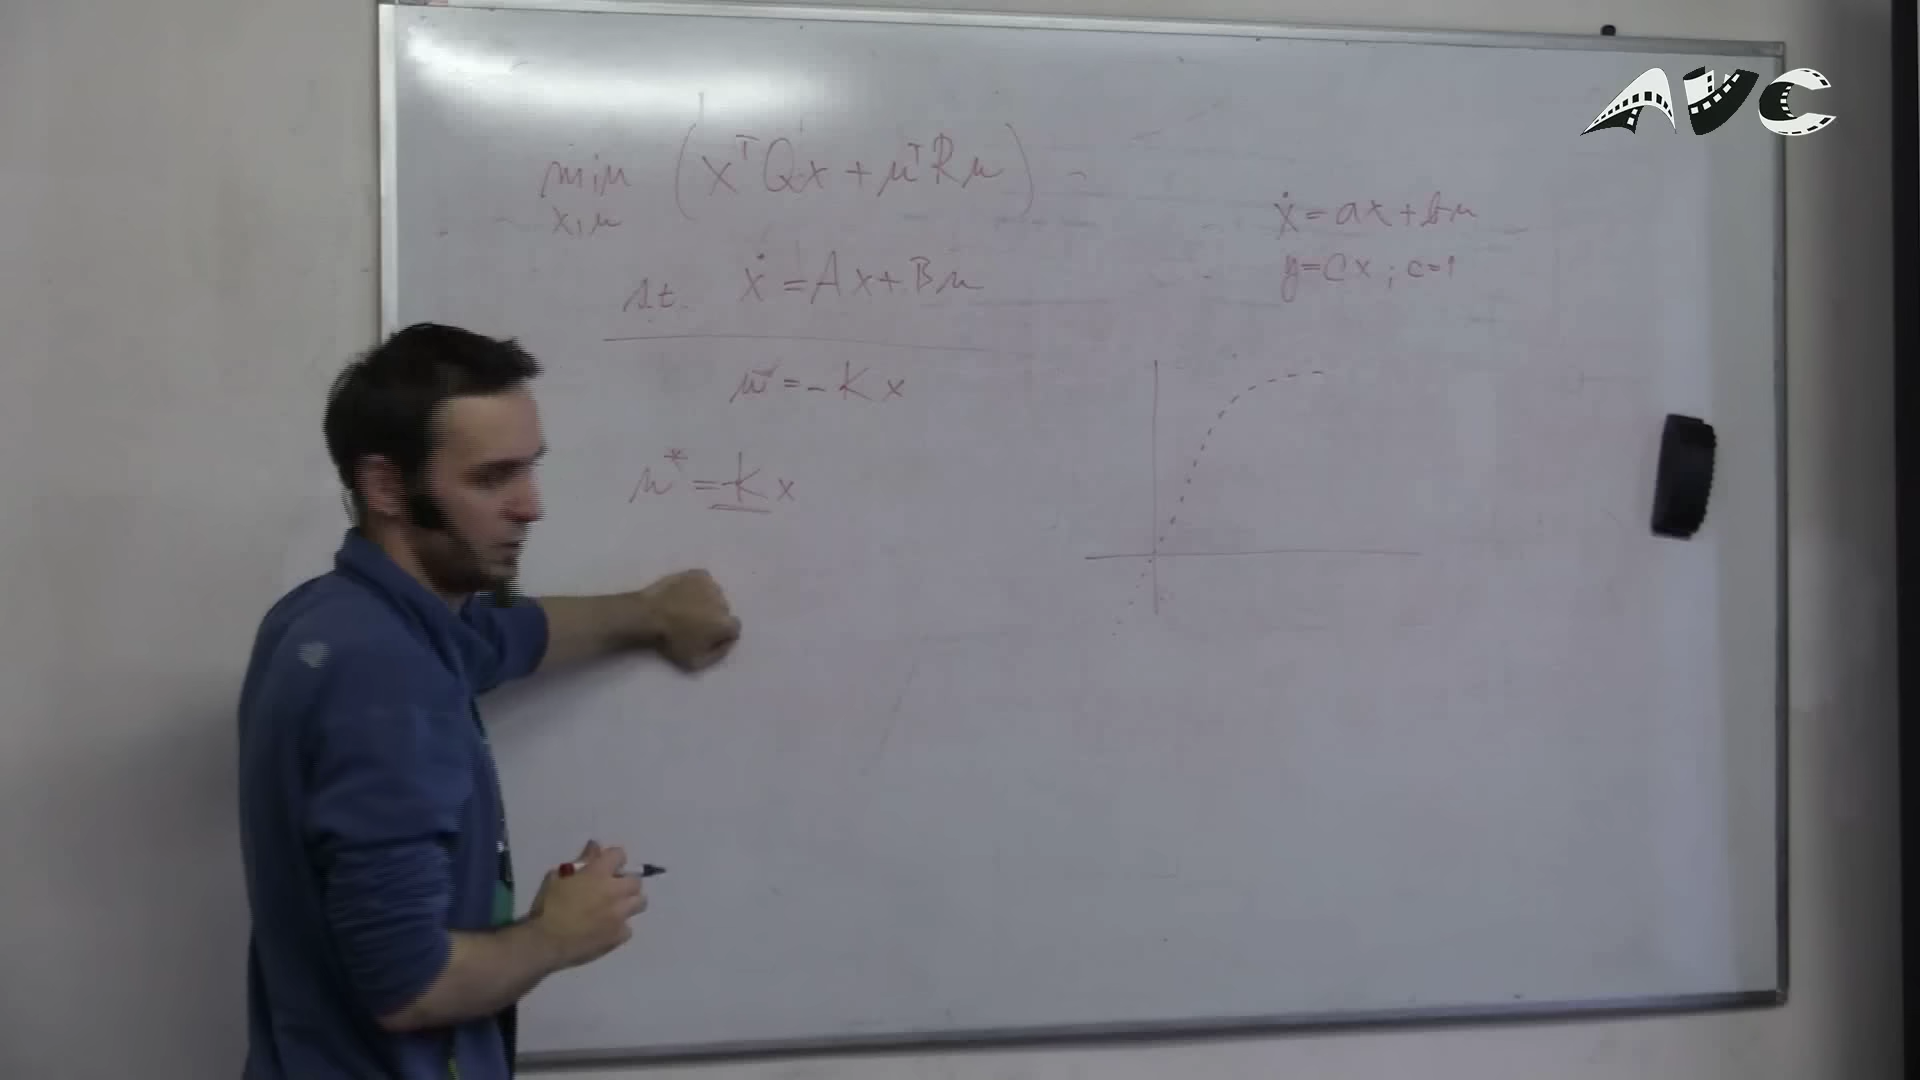 min (xᵀQx + uᵀRu)
x,u
s.t. ẋ = Ax + Bu
u = -Kx
u* = -Kx
ẋ = ax + bu
y = Cx ; c=1
AVC